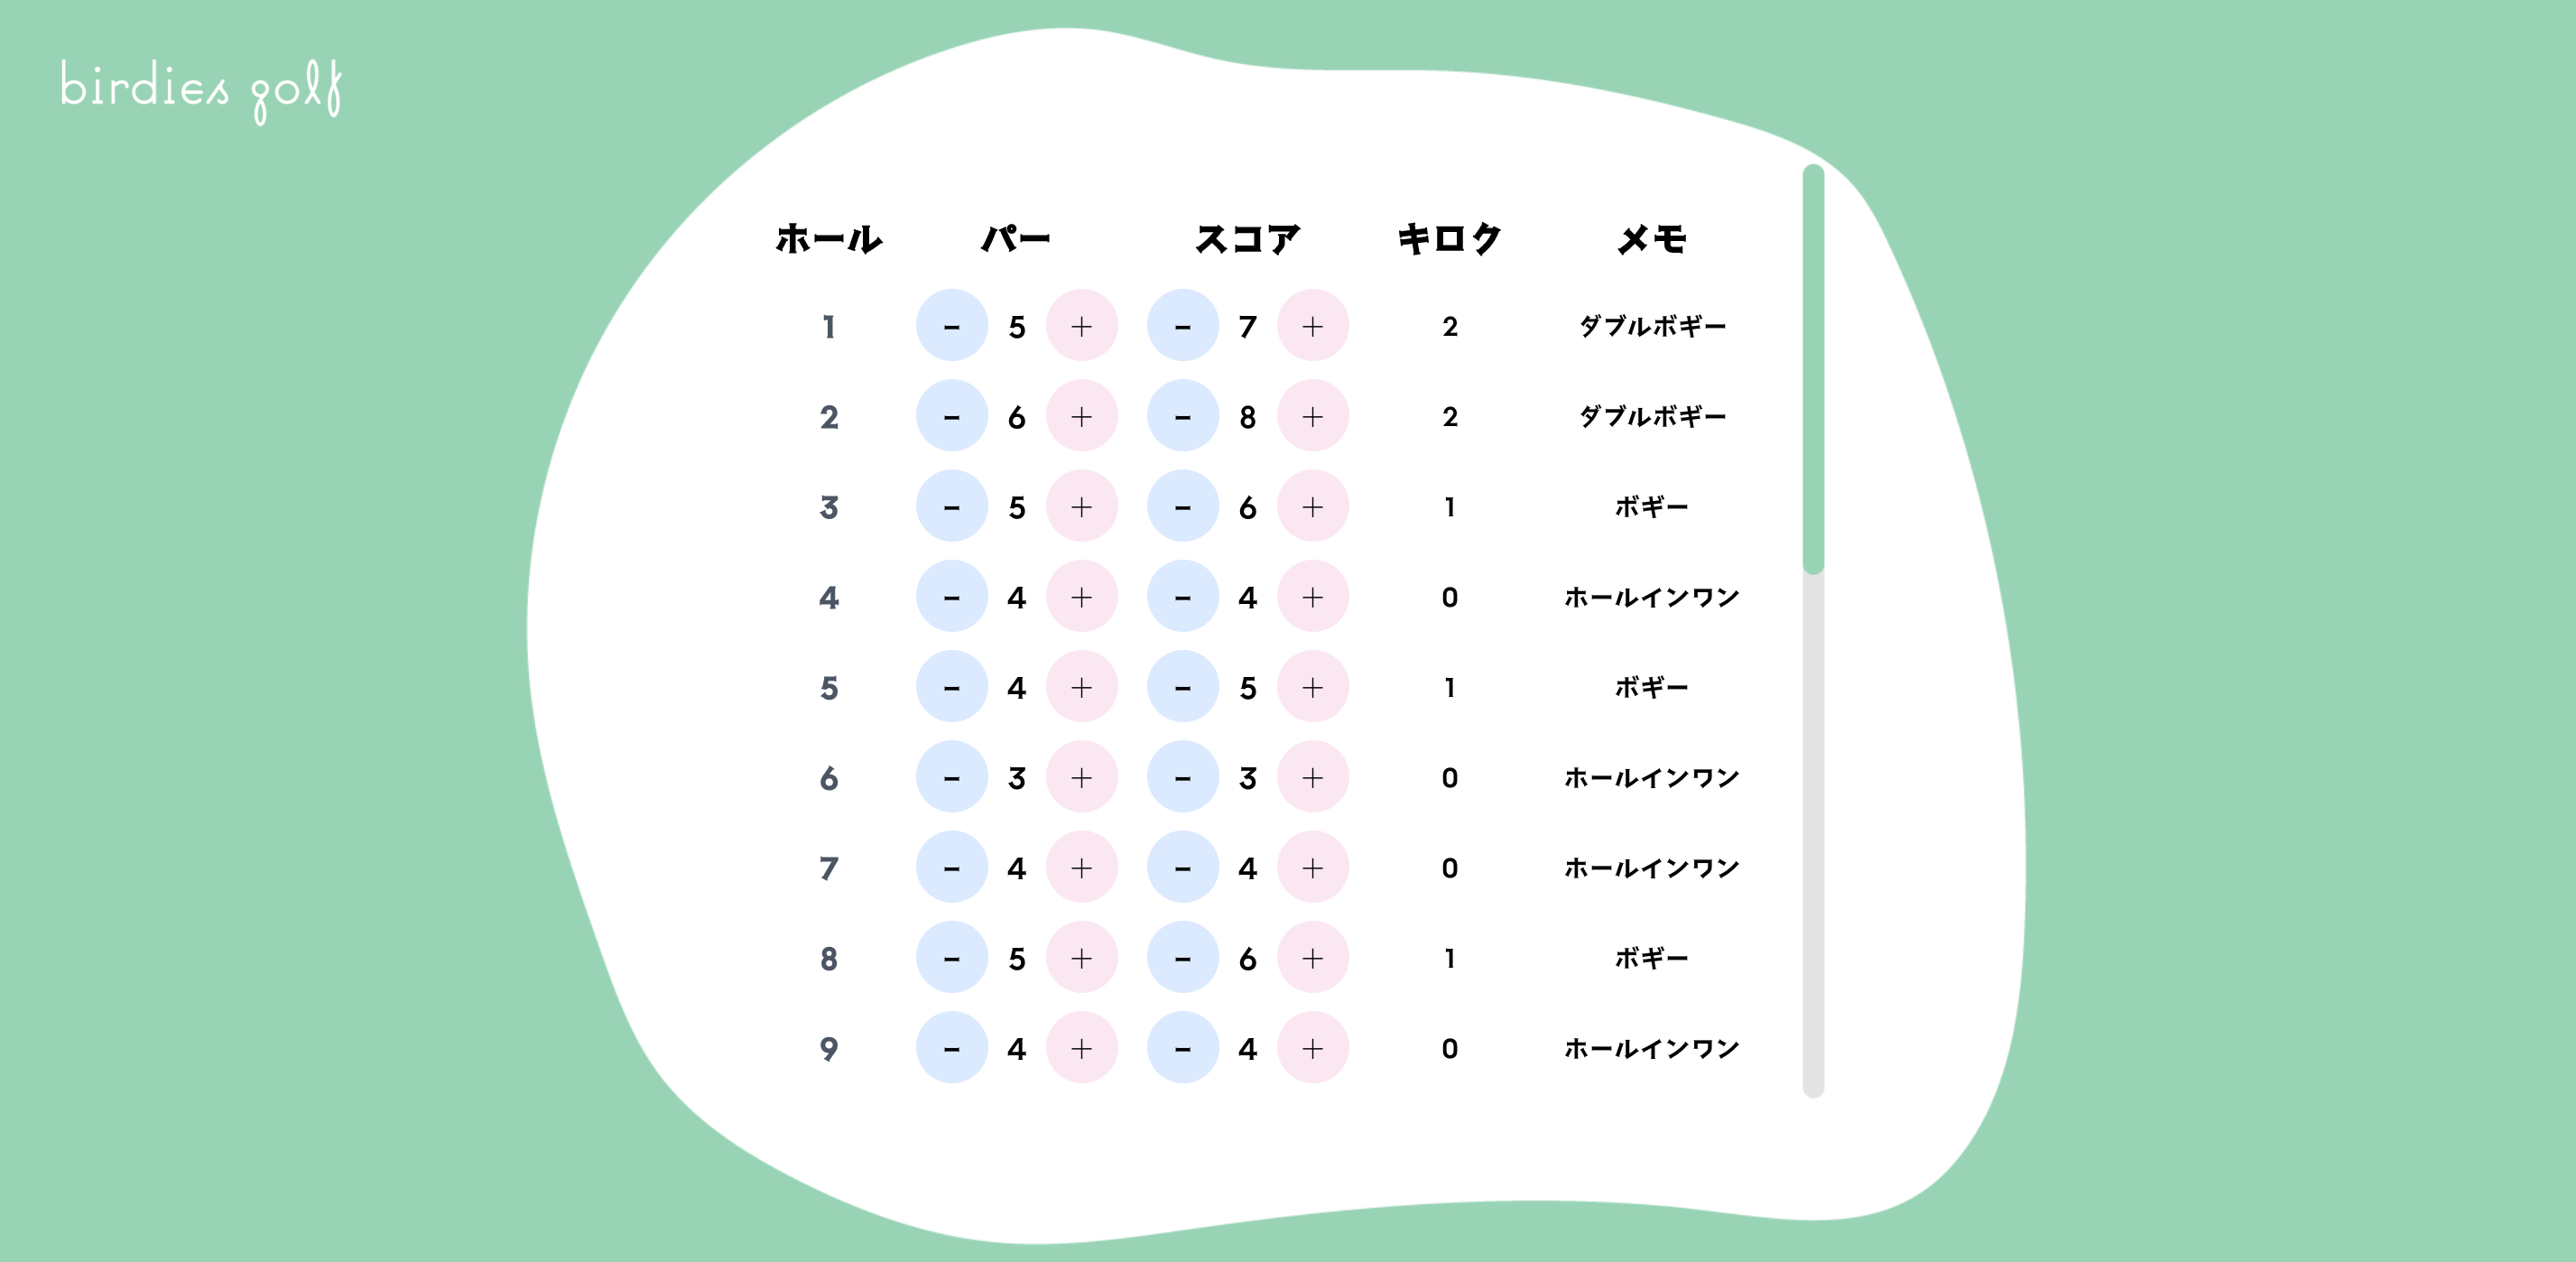 birdies golf
ホール パー スコア キロク メモ
1 - 5 + - 7 + 2 ダブルボギー
2 - 6 + - 8 + 2 ダブルボギー
3 - 5 + - 6 + 1 ボギー
4 - 4 + - 4 + 0 ホールインワン
5 - 4 + - 5 + 1 ボギー
6 - 3 + - 3 + 0 ホールインワン
7 - 4 + - 4 + 0 ホールインワン
8 - 5 + - 6 + 1 ボギー
9 - 4 + - 4 + 0 ホールインワン